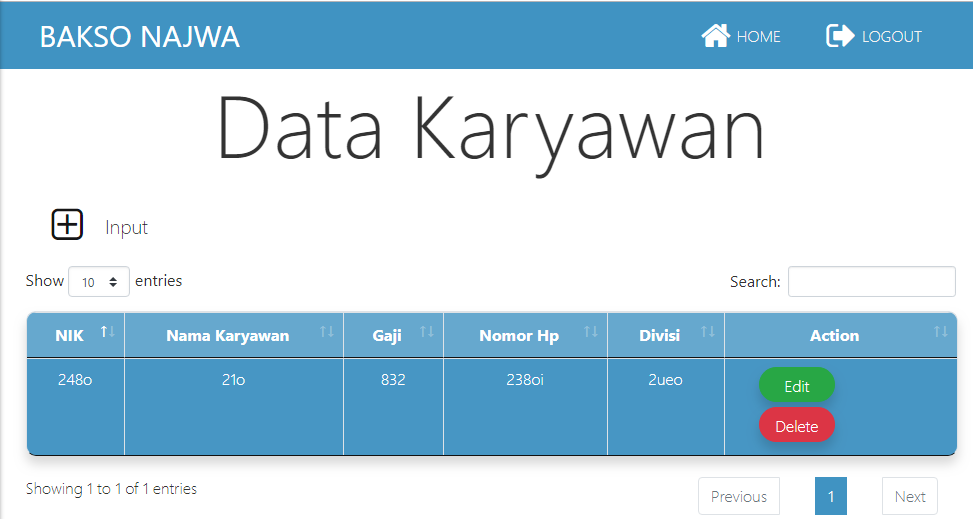 BAKSO NAJWA HOME LOGOUT
Data Karyawan
Input
Show 10 entries Search:
NIK Nama Karyawan Gaji Nomor Hp Divisi Action
248o 21o 832 238oi 2ueo Edit
Delete
Showing 1 to 1 of 1 entries Previous 1 Next